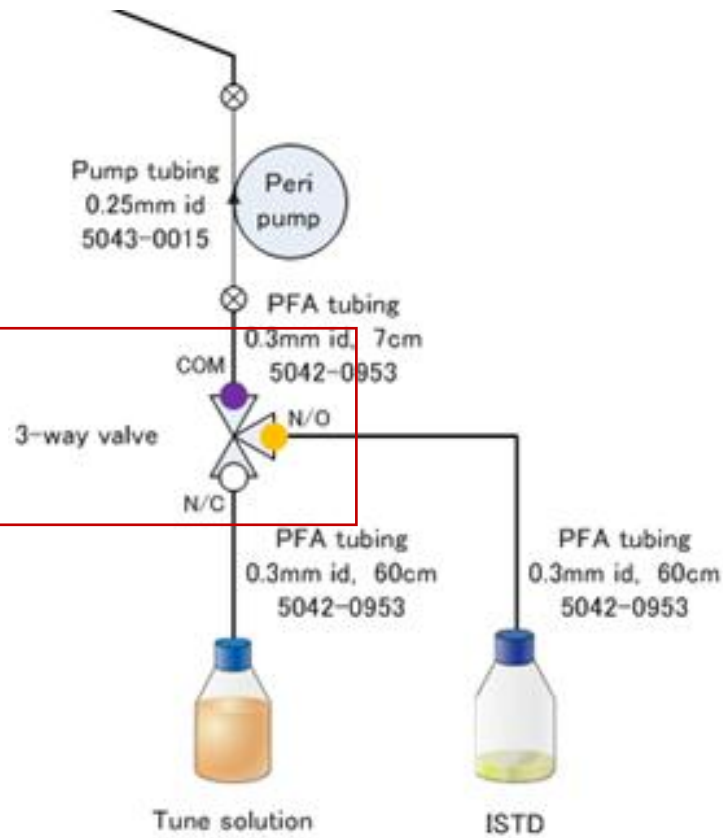 Pump tubing
0.25mm id
5043-0015
Peri
pump
PFA tubing
0.3mm id, 7cm
5042-0953
COM
N/O
3-way valve
N/C
PFA tubing
0.3mm id, 60cm
5042-0953
PFA tubing
0.3mm id, 60cm
5042-0953
Tune solution
ISTD